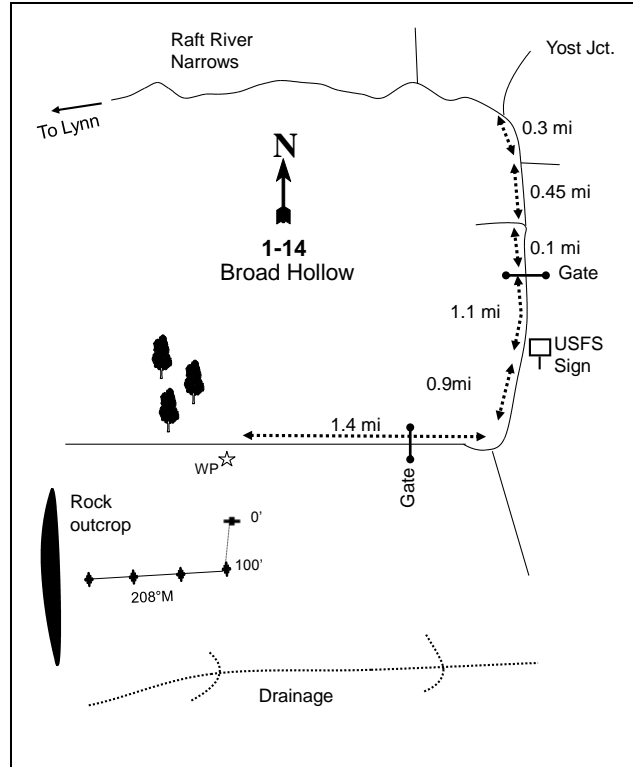 Raft River
Narrows
Yost Jct.
To Lynn
0.3 mi
N
0.45 mi
1-14
Broad Hollow
0.1 mi
Gate
1.1 mi
USFS
Sign
0.9mi
1.4 mi
WP
Gate
Rock
outcrop
0'
100'
208°M
Drainage